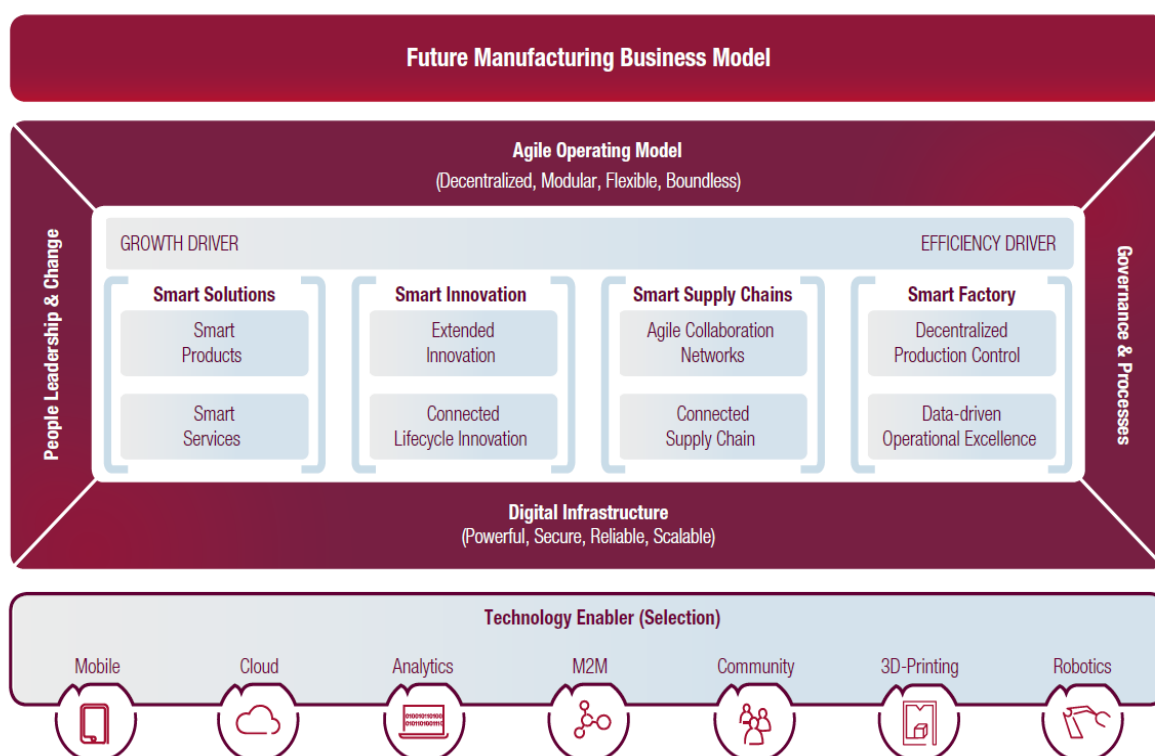 Future Manufacturing Business Model
Agile Operating Model
(Decentralized, Modular, Flexible, Boundless)
People Leadership & Change
GROWTH DRIVER
EFFICIENCY DRIVER
Smart Solutions
Smart
Products
Smart
Services
Smart Innovation
Extended
Innovation
Connected
Lifecycle Innovation
Smart Supply Chains
Agile Collaboration
Networks
Connected
Supply Chain
Smart Factory
Decentralized
Production Control
Data-driven
Operational Excellence
Governance & Processes
Digital Infrastructure
(Powerful, Secure, Reliable, Scalable)
Technology Enabler (Selection)
Mobile
Cloud
Analytics
M2M
Community
3D-Printing
Robotics
010010110100
010110100110